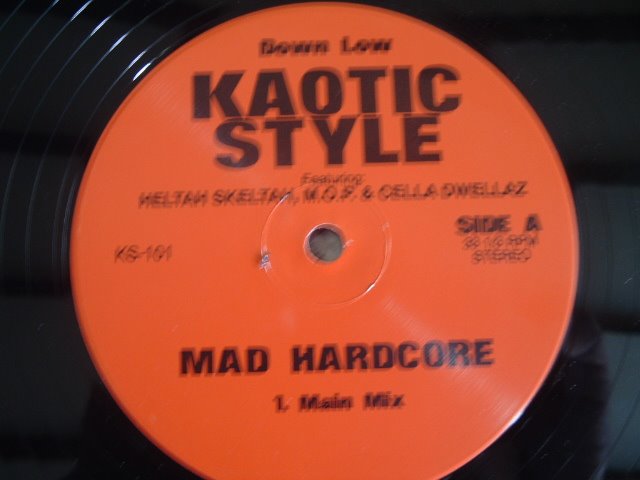 Down Low
KAOTIC
STYLE
Featuring:
HELTAH SKELTAH, M.O.P. & CELLA DWELLAZ
SIDE A
KS-101
33 1/3 RPM
STEREO
MAD HARDCORE
1. Main Mix